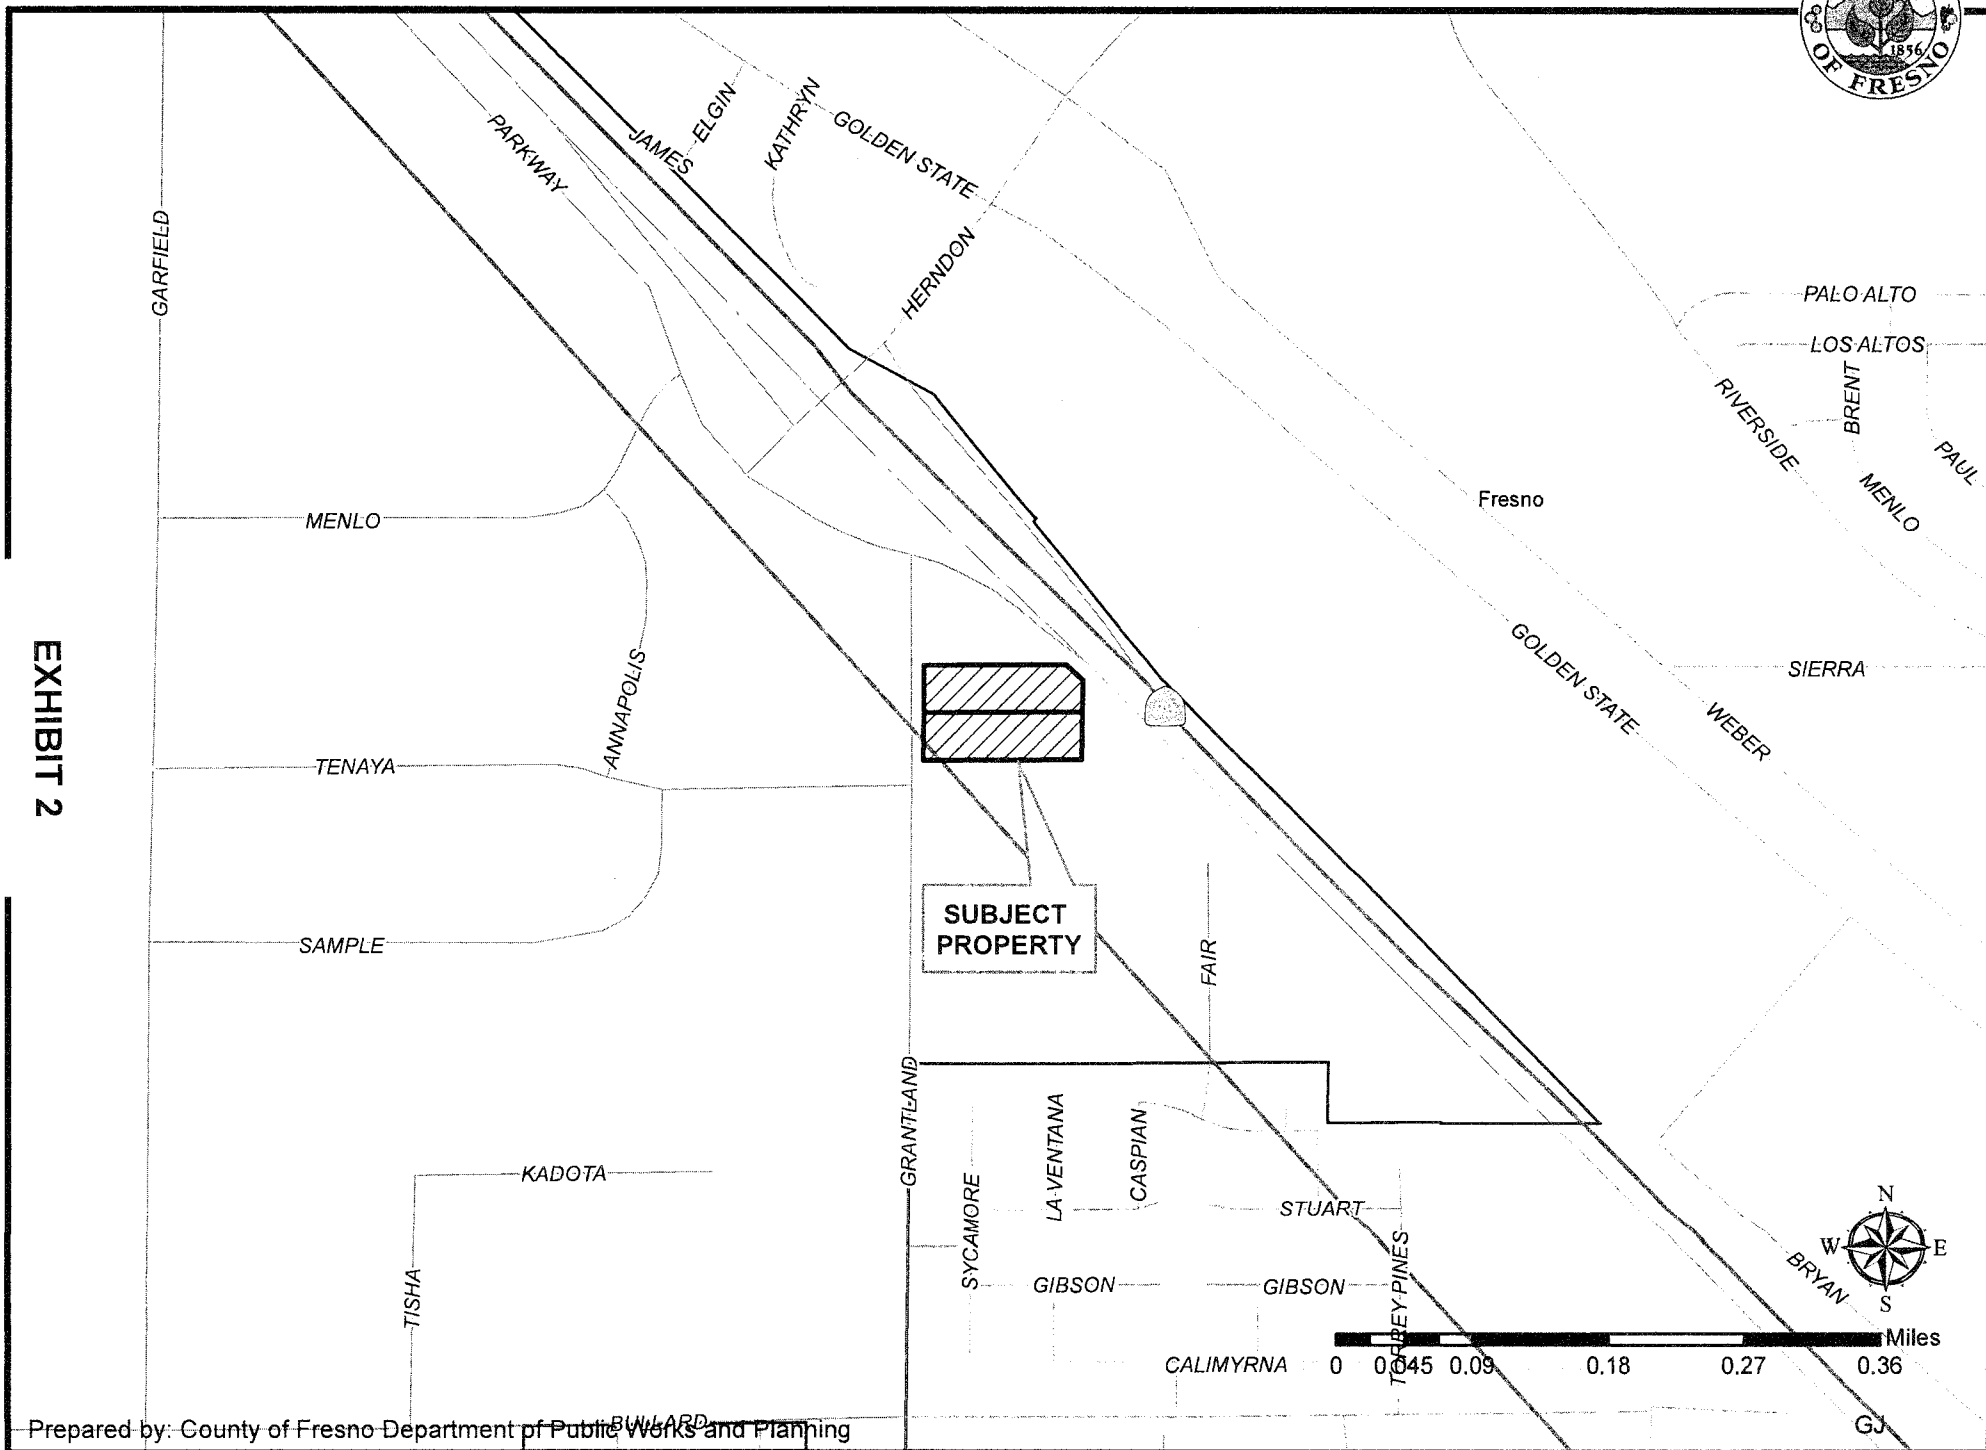 1856
OF FRESNO
ELGIN
KATHRYN
JAMES
PARKWAY
GOLDEN STATE
GARFIELD
HERNDON
PALO ALTO
LOS ALTOS
BRENT
RIVERSIDE
PAUL
MENLO
Fresno
MENLO
EXHIBIT 2
ANNAPOLIS
GOLDEN STATE
SIERRA
WEBER
TENAYA
SUBJECT
PROPERTY
SAMPLE
FAIR
GRANTLAND
LA VENTANA
CASPIAN
KADOTA
SYCAMORE
STUART
N
W
E
S
TISHA
GIBSON
GIBSON
TORREY PINES
BRYAN
Miles
CALIMYRNA
0 0.045 0.09 0.18 0.27 0.36
BULLARD
Prepared by: County of Fresno Department of Public Works and Planning
GJ